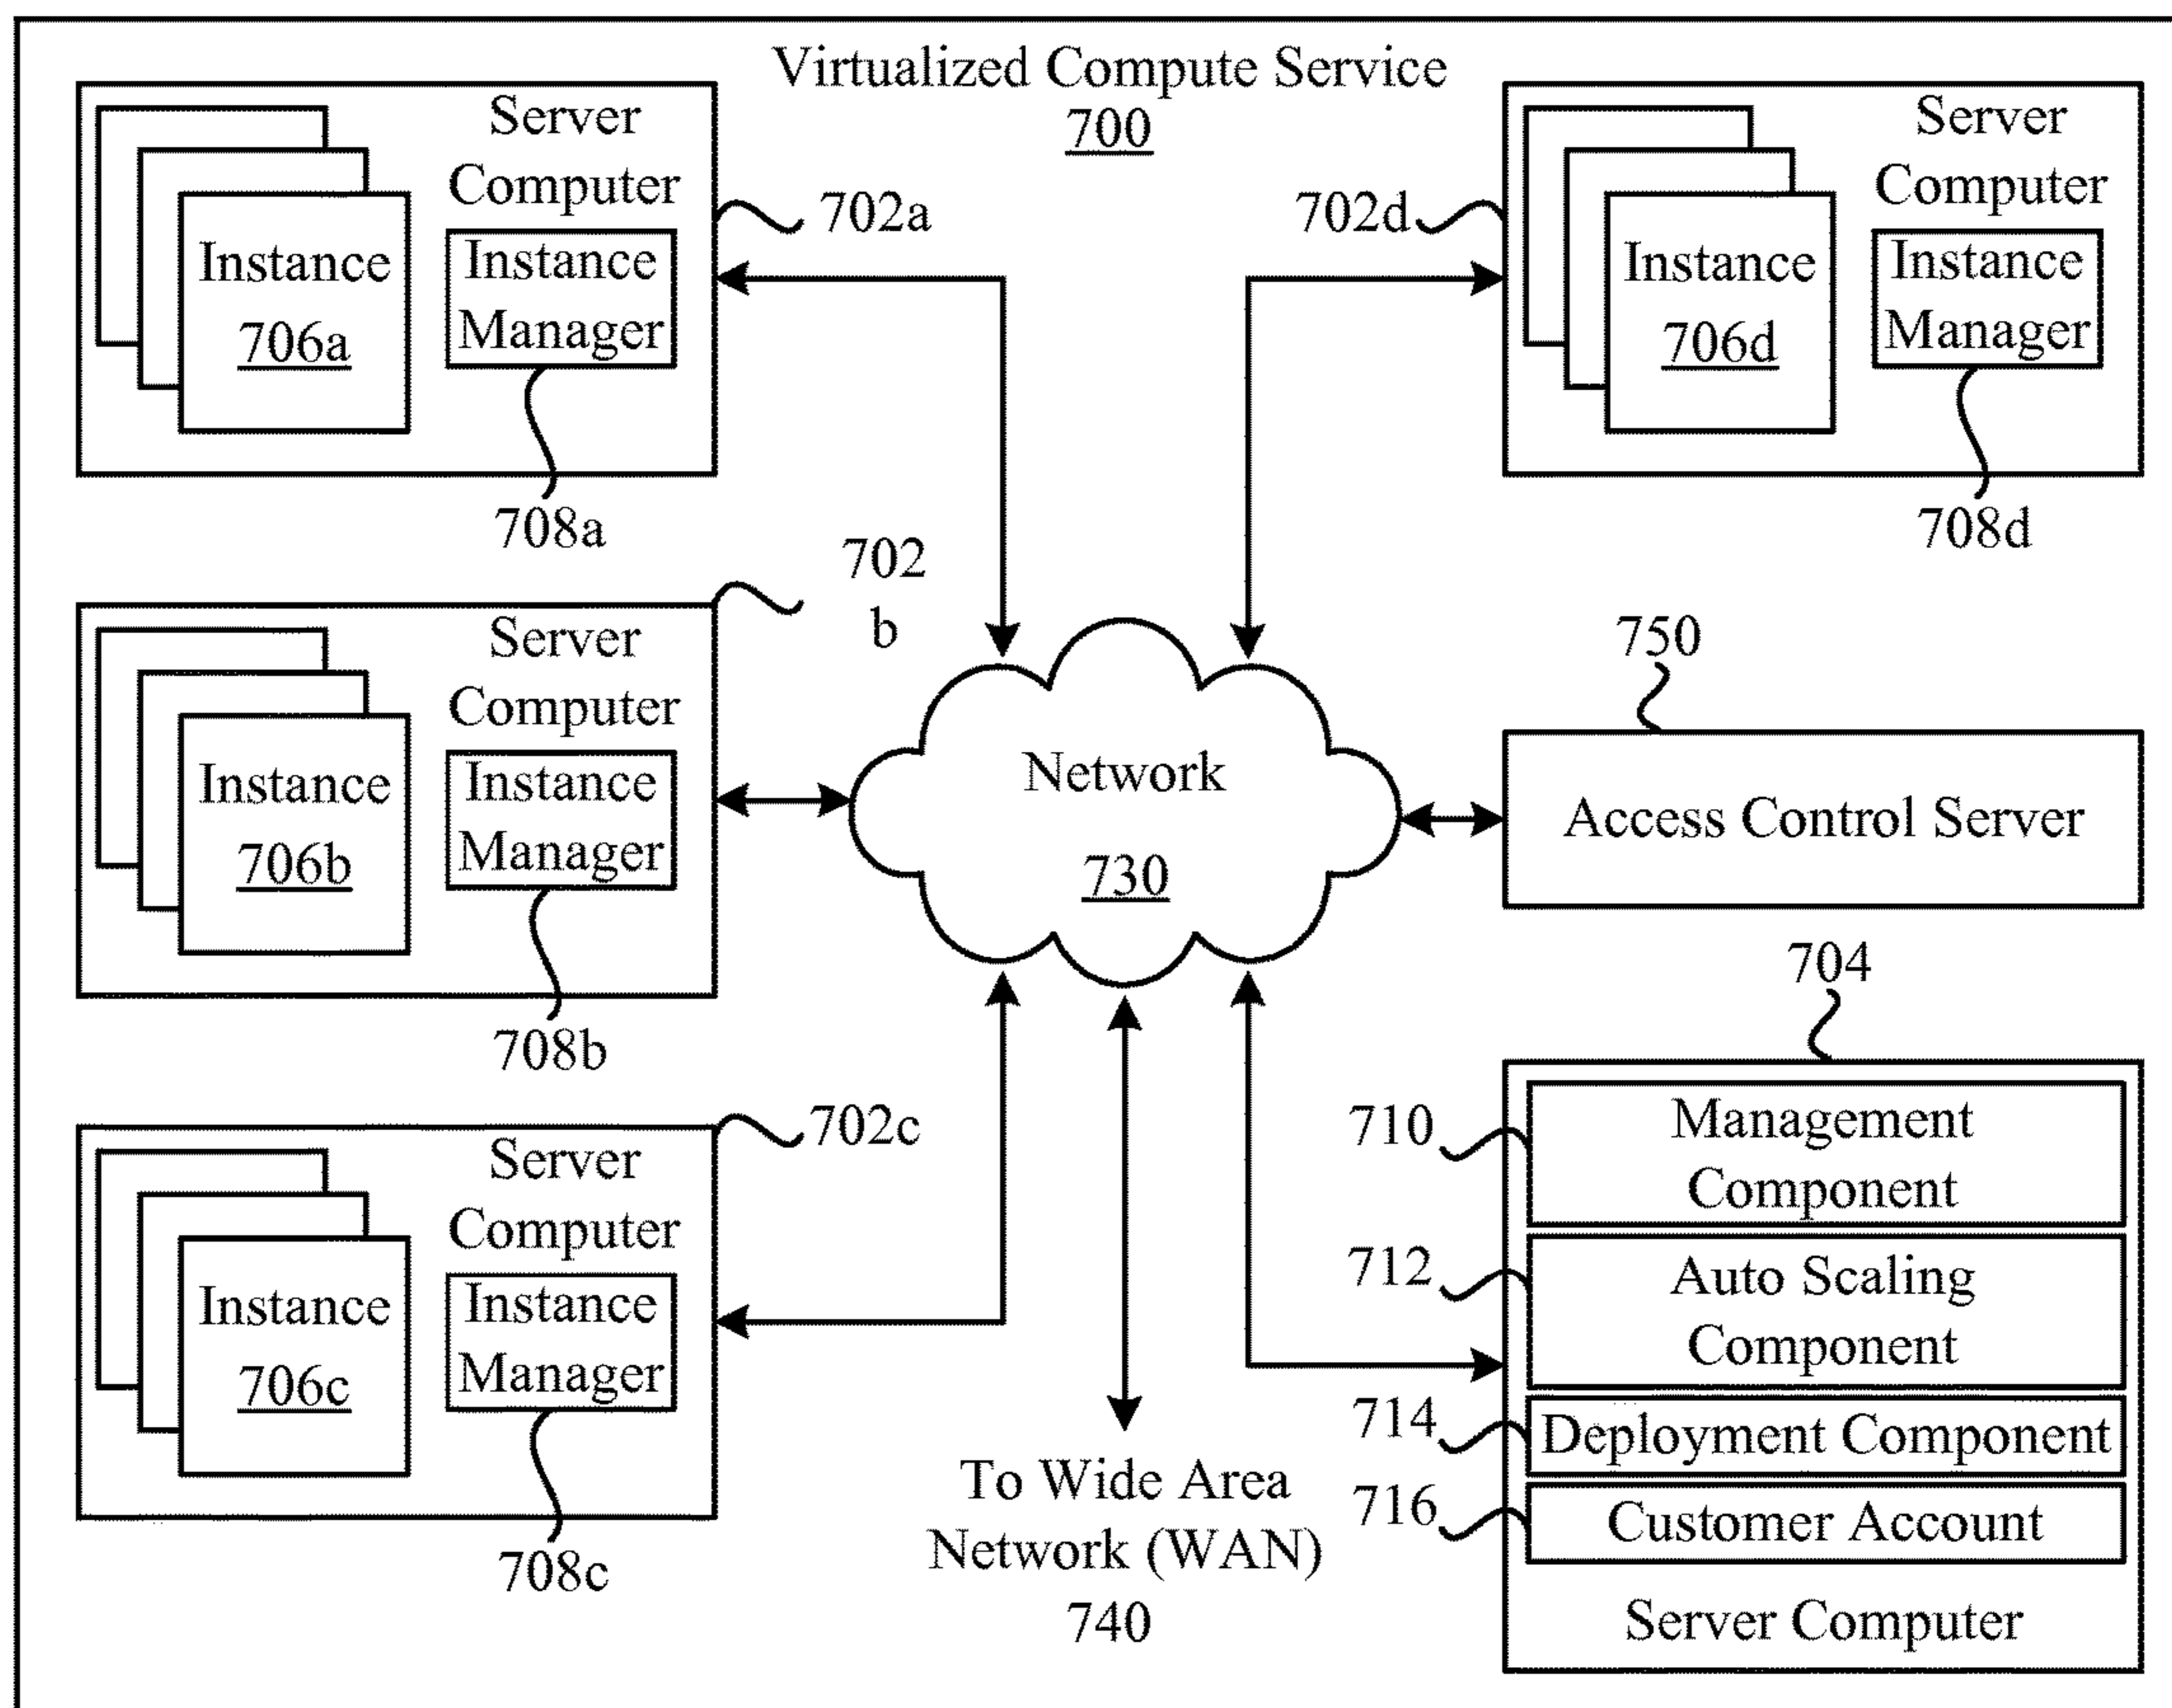 Virtualized Compute Service
700
Server
Computer
Instance
706a
Instance
Manager
702a
708a
Server
Computer
Instance
706d
Instance
Manager
702d
708d
702
b
Server
Computer
Instance
706b
Instance
Manager
708b
Network
730
750
Access Control Server
702c
Server
Computer
Instance
706c
Instance
Manager
708c
To Wide Area
Network (WAN)
740
704
710
Management
Component
712
Auto Scaling
Component
714
Deployment Component
716
Customer Account
Server Computer